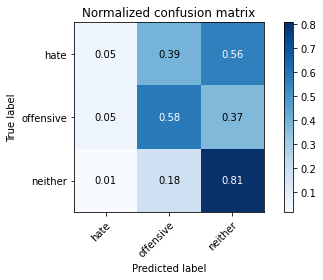 Normalized confusion matrix
True label
hate 0.05 0.39 0.56
offensive 0.05 0.58 0.37
neither 0.01 0.18 0.81
hate offensive neither
Predicted label
0.8
0.7
0.6
0.5
0.4
0.3
0.2
0.1